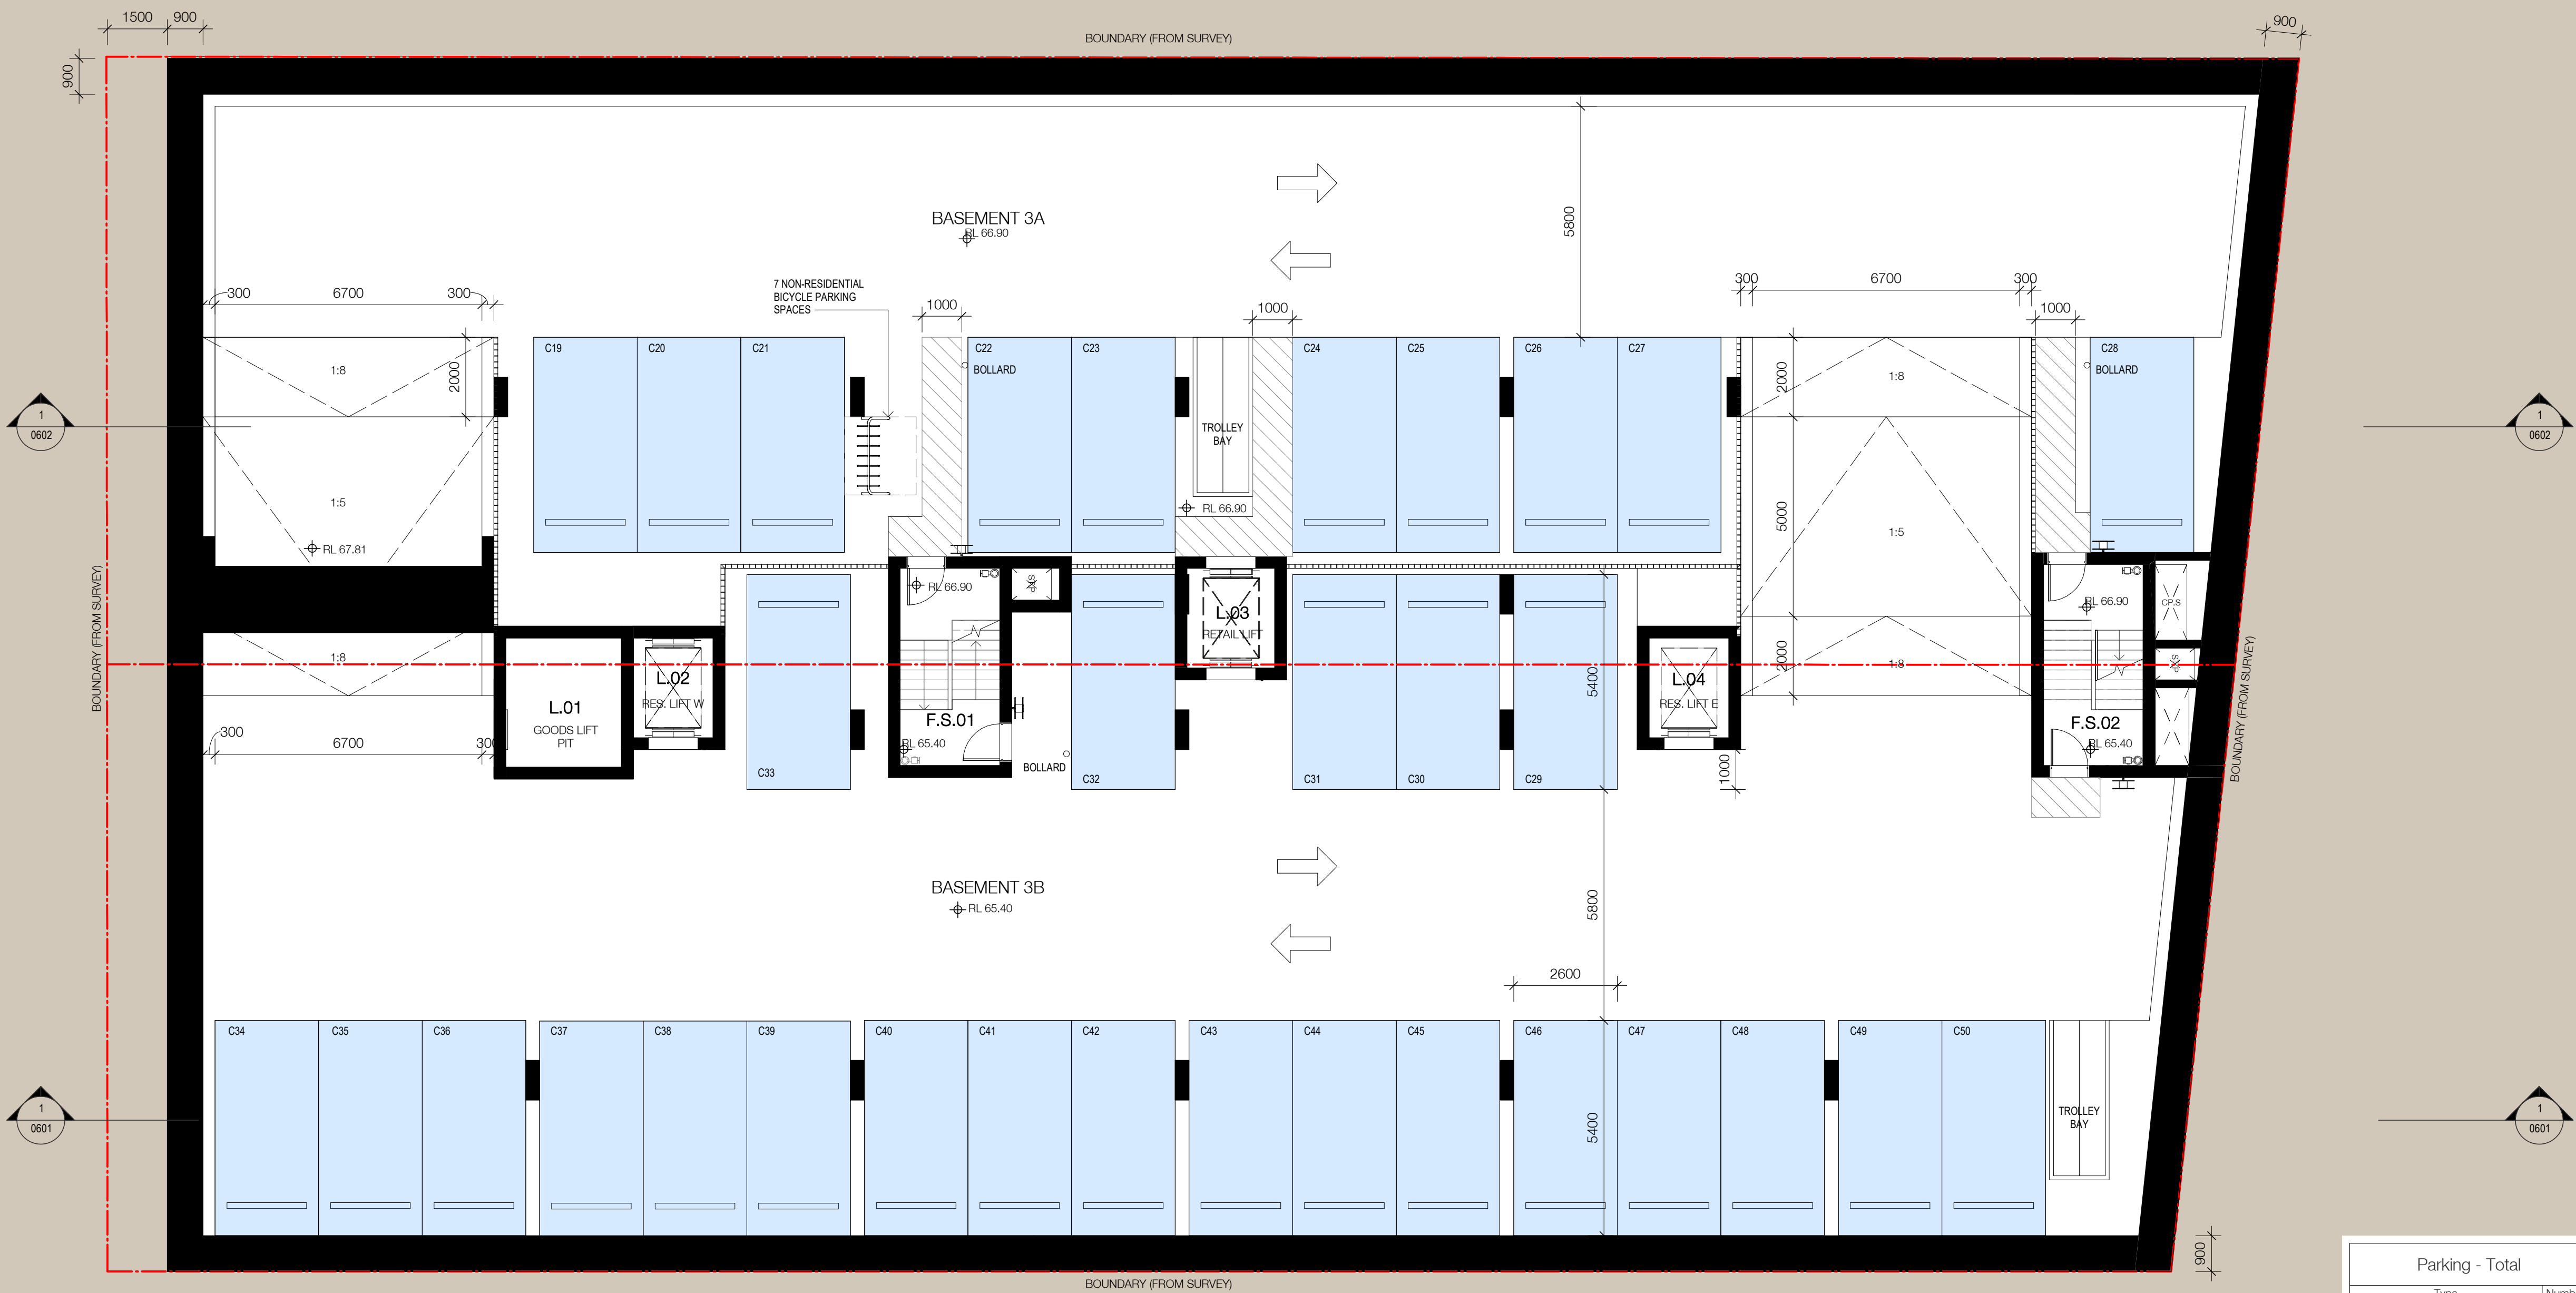 1500
900
900
BOUNDARY (FROM SURVEY)
900
BASEMENT 3A
RL 66.90
5800
7 NON-RESIDENTIAL
BICYCLE PARKING
SPACES
300
6700
300
1000
1000
300
6700
300
1000
1:8
2000
C19
C20
C21
C22
BOLLARD
C23
C24
C25
C26
C27
2000
1:8
C28
BOLLARD
1
0602
1
0602
TROLLEY
BAY
1:5
RL 67.81
RL 66.90
5000
1:5
BOUNDARY (FROM SURVEY)
RL 66.90
CP.S
L.03
RETAIL LIFT
RL 66.90
CP.S
1:8
L.02
RES. LIFT W
L.01
GOODS LIFT
PIT
F.S.01
RL 65.40
BOLLARD
5400
L.04
RES. LIFT E
2000
1:8
CP.S
F.S.02
RL 65.40
BOUNDARY (FROM SURVEY)
300
6700
300
C33
C32
C31
C30
C29
1000
BASEMENT 3B
RL 65.40
5800
2600
C34
C35
C36
C37
C38
C39
C40
C41
C42
C43
C44
C45
C46
C47
C48
C49
C50
1
0601
5400
TROLLEY
BAY
1
0601
900
BOUNDARY (FROM SURVEY)
Parking - Total
Type